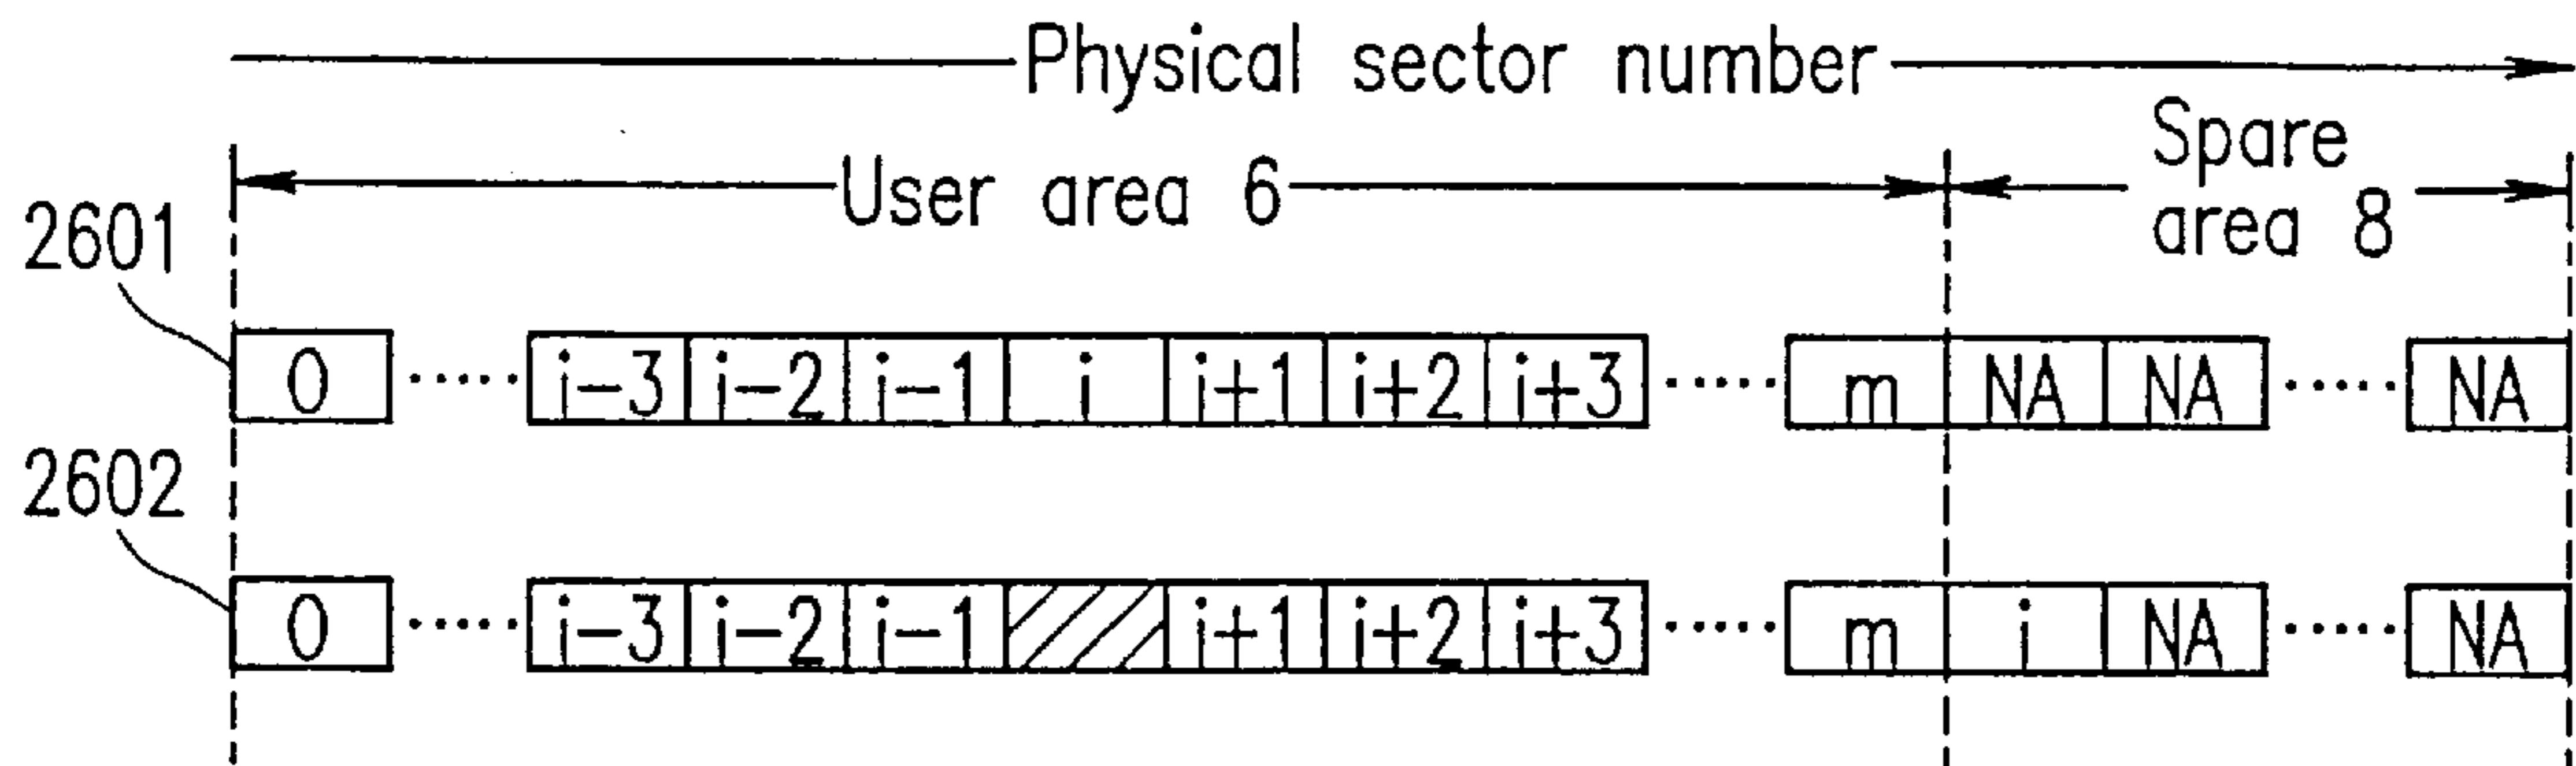 Physical sector number
User area 6
Spare area 8
2601
0 ..... i-3 i-2 i-1 i i+1 i+2 i+3 ..... m NA NA ..... NA
2602
0 ..... i-3 i-2 i-1 i+1 i+2 i+3 ..... m i NA ..... NA